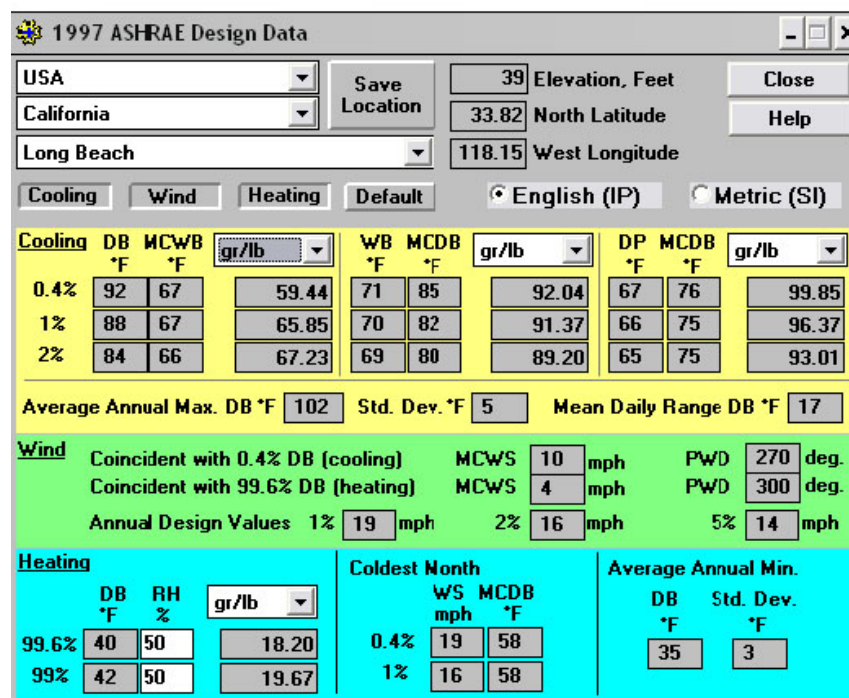 1997 ASHRAE Design Data
USA Save Location 39 Elevation, Feet Close
California 33.82 North Latitude Help
Long Beach 118.15 West Longitude
Cooling Wind Heating Default English (IP) Metric (SI)
Cooling DB °F MCWB °F gr/lb WB °F MCDB °F gr/lb DP °F MCDB °F gr/lb
0.4% 92 67 59.44 71 85 92.04 67 76 99.85
1% 88 67 65.85 70 82 91.37 66 75 96.37
2% 84 66 67.23 69 80 89.20 65 75 93.01
Average Annual Max. DB °F 102 Std. Dev. °F 5 Mean Daily Range DB °F 17
Wind
Coincident with 0.4% DB (cooling) MCWS 10 mph PWD 270 deg.
Coincident with 99.6% DB (heating) MCWS 4 mph PWD 300 deg.
Annual Design Values 1% 19 mph 2% 16 mph 5% 14 mph
Heating
DB °F RH % gr/lb
99.6% 40 50 18.20
99% 42 50 19.67
Coldest Month
WS mph MCDB °F
0.4% 19 58
1% 16 58
Average Annual Min.
DB °F Std. Dev. °F
35 3